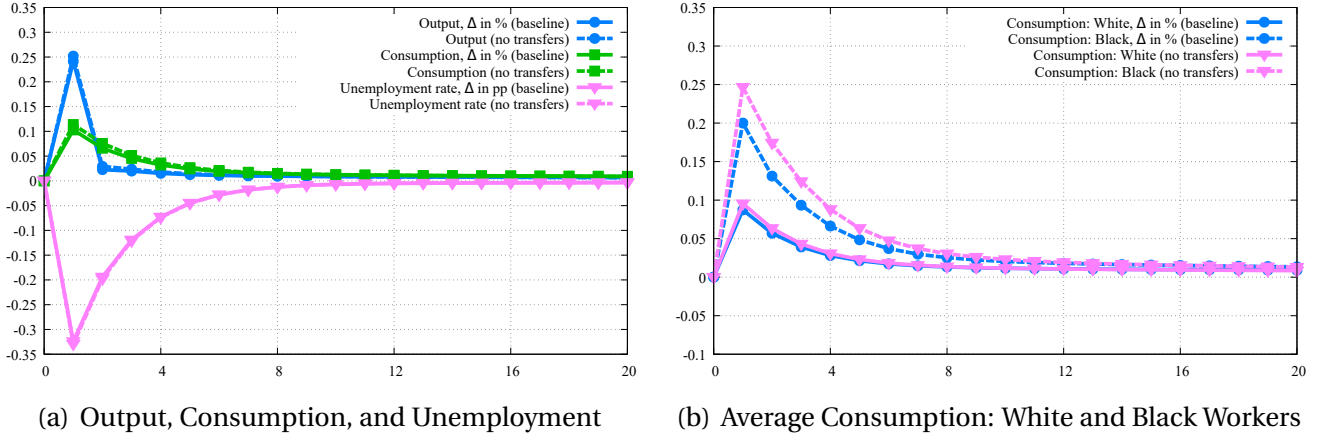 0.35
0.3
0.25
0.2
0.15
0.1
0.05
0
-0.05
-0.1
-0.15
-0.2
-0.25
-0.3
-0.35
0 4 8 12 16 20
Output, Δ in % (baseline)
Output (no transfers)
Consumption, Δ in % (baseline)
Consumption (no transfers)
Unemployment rate, Δ in pp (baseline)
Unemployment rate (no transfers)
(a) Output, Consumption, and Unemployment
0.35
0.3
0.25
0.2
0.15
0.1
0.05
0
-0.05
-0.1
0 4 8 12 16 20
Consumption: White, Δ in % (baseline)
Consumption: Black, Δ in % (baseline)
Consumption: White (no transfers)
Consumption: Black (no transfers)
(b) Average Consumption: White and Black Workers